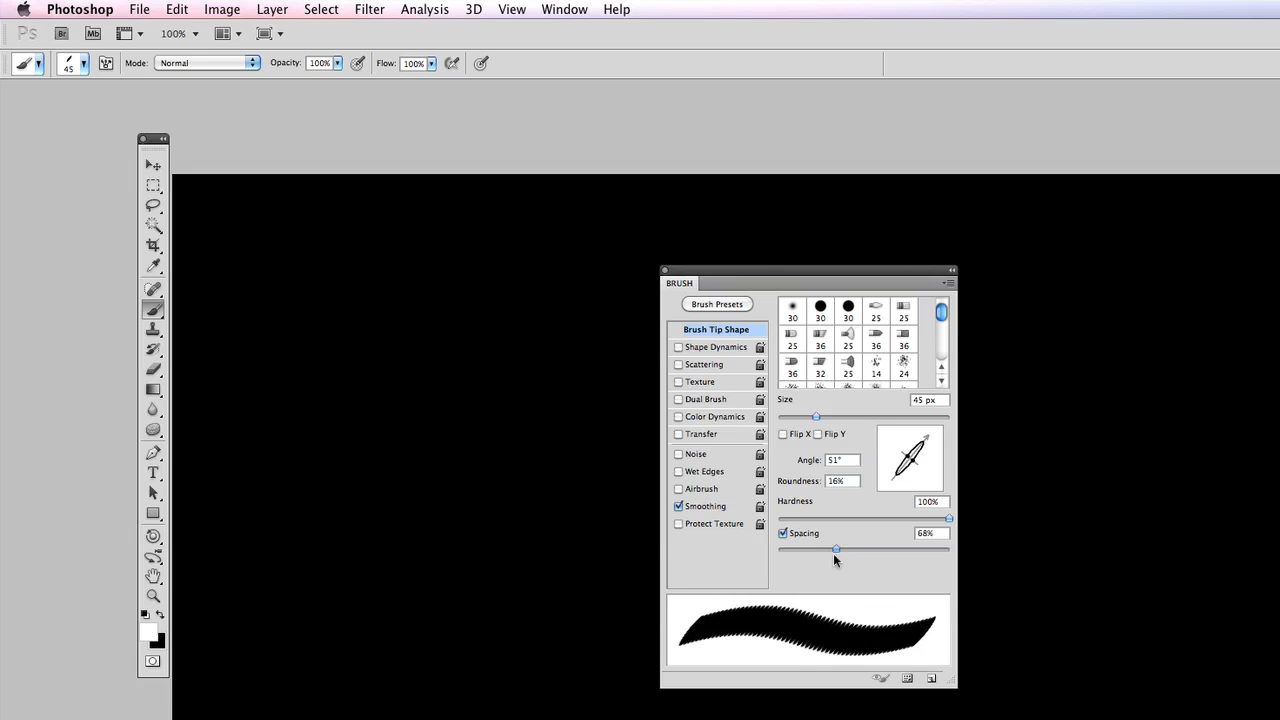 Photoshop File Edit Image Layer Select Filter Analysis 3D View Window Help
Ps Br Mb 100%
45 Mode: Normal Opacity: 100% Flow: 100%
BRUSH
Brush Presets
Brush Tip Shape
Shape Dynamics
Scattering
Texture
Dual Brush
Color Dynamics
Transfer
Noise
Wet Edges
Airbrush
Smoothing
Protect Texture
30 30 30 25 25
25 36 25 36 36
36 32 25 14 24
Size 45 px
Flip X Flip Y
Angle: 51°
Roundness: 16%
Hardness 100%
Spacing 68%
T